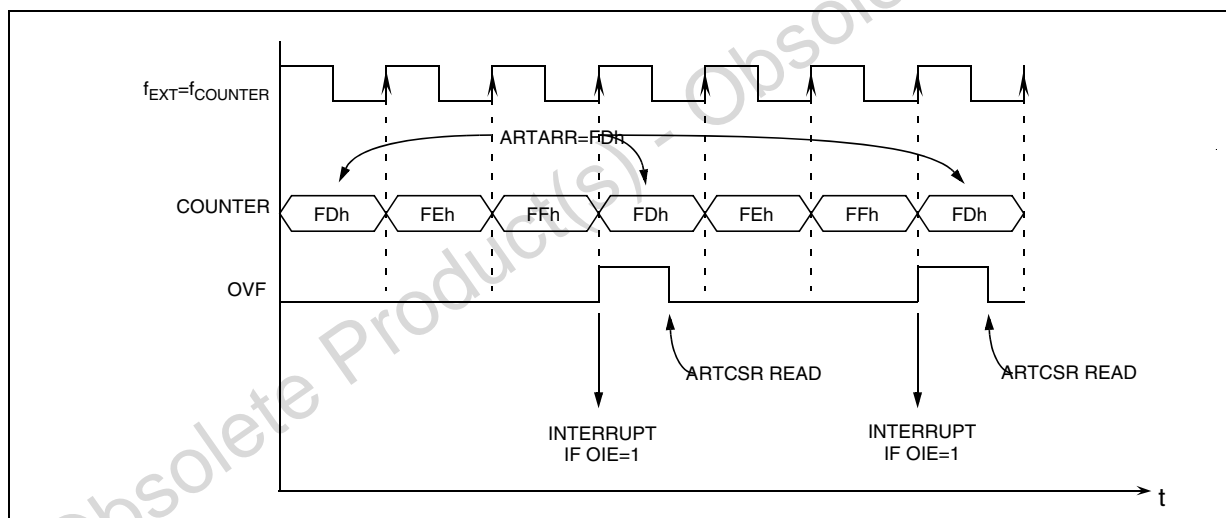 fEXT=fCOUNTER
ARTARR=FDh
COUNTER FDh FEh FFh FDh FEh FFh FDh
OVF
ARTCSR READ ARTCSR READ
INTERRUPT INTERRUPT
IF OIE=1 IF OIE=1
t
Obsolete Product(s) - Obsole